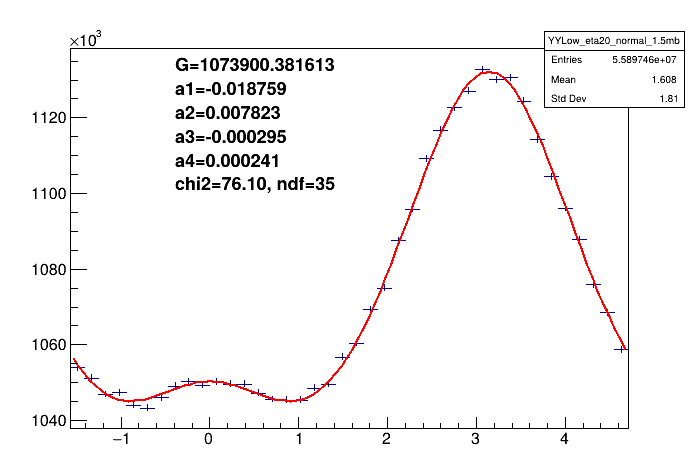 ×10³
YYLow_eta20_normal_1.5mb
Entries 5.589746e+07
Mean 1.608
Std Dev 1.81
G=1073900.381613
a1=-0.018759
a2=0.007823
a3=-0.000295
a4=0.000241
chi2=76.10, ndf=35
1120
1100
1080
1060
1040
−1 0 1 2 3 4